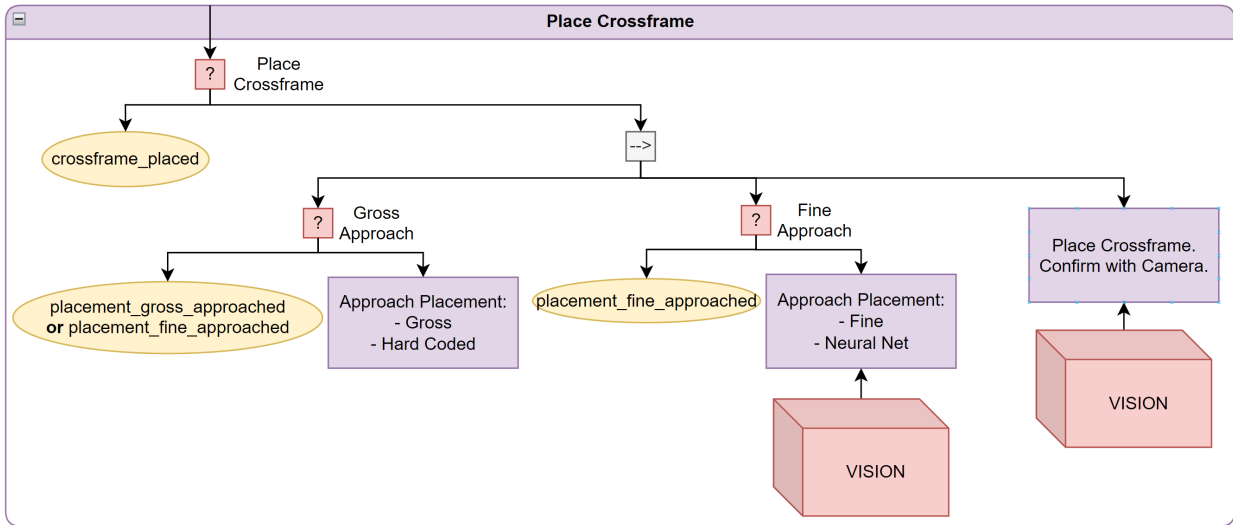 Place Crossframe
?
Place
Crossframe
crossframe_placed
-->
?
Gross
Approach
?
Fine
Approach
Place Crossframe.
Confirm with Camera.
placement_gross_approached
or placement_fine_approached
Approach Placement:
- Gross
- Hard Coded
placement_fine_approached
Approach Placement:
- Fine
- Neural Net
VISION
VISION